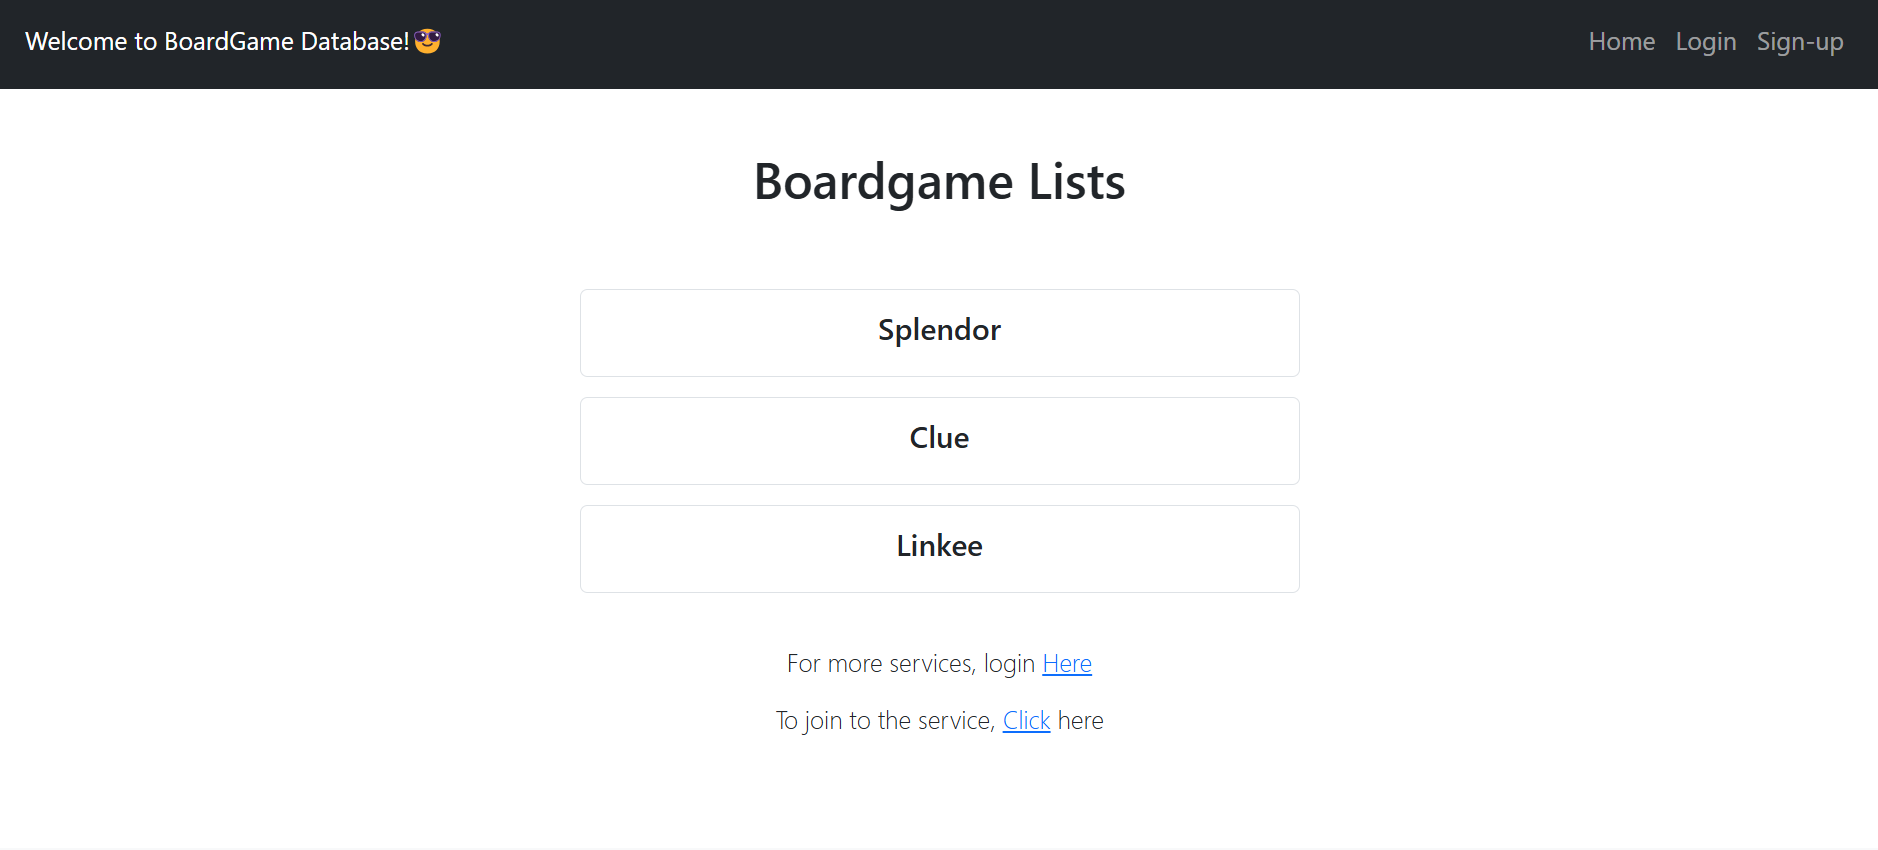 Welcome to BoardGame Database!😎 Home Login Sign-up
Boardgame Lists
Splendor
Clue
Linkee
For more services, login Here
To join to the service, Click here